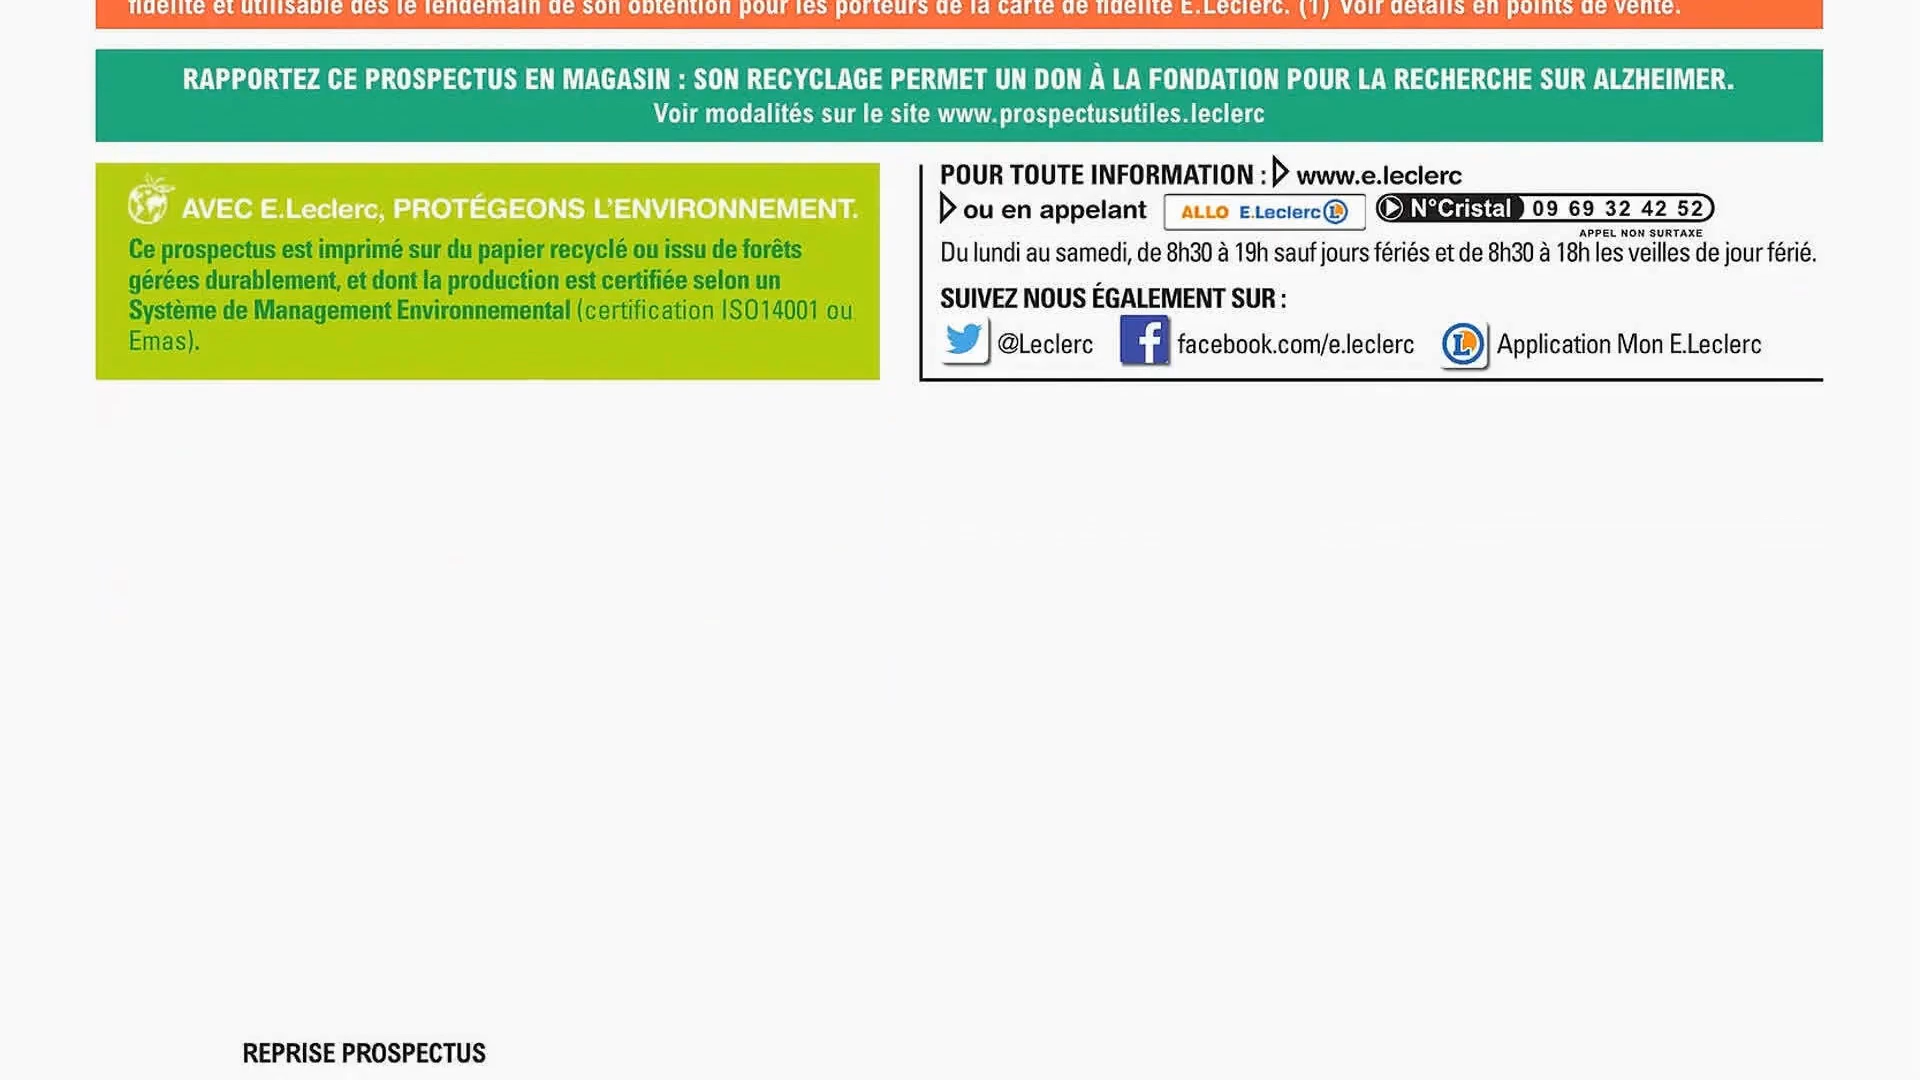 fidélité et utilisable dès le lendemain de son obtention pour les porteurs de la carte de fidélité E.Leclerc. (1) Voir détails en points de vente.
RAPPORTEZ CE PROSPECTUS EN MAGASIN : SON RECYCLAGE PERMET UN DON À LA FONDATION POUR LA RECHERCHE SUR ALZHEIMER.
Voir modalités sur le site www.prospectusutiles.leclerc
AVEC E.Leclerc, PROTÉGEONS L'ENVIRONNEMENT.
Ce prospectus est imprimé sur du papier recyclé ou issu de forêts
gérées durablement, et dont la production est certifiée selon un
Système de Management Environnemental (certification ISO14001 ou
Emas).
POUR TOUTE INFORMATION : www.e.leclerc
ou en appelant ALLO E.Leclerc N°Cristal 09 69 32 42 52
APPEL NON SURTAXE
Du lundi au samedi, de 8h30 à 19h sauf jours fériés et de 8h30 à 18h les veilles de jour férié.
SUIVEZ NOUS ÉGALEMENT SUR :
@Leclerc facebook.com/e.leclerc Application Mon E.Leclerc
REPRISE PROSPECTUS